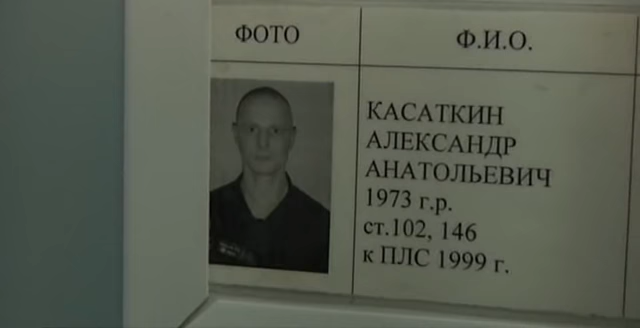 ФОТО
Ф.И.О.
КАСАТКИН
АЛЕКСАНДР
АНАТОЛЬЕВИЧ
1973 г.р.
ст.102, 146
к ПЛС 1999 г.